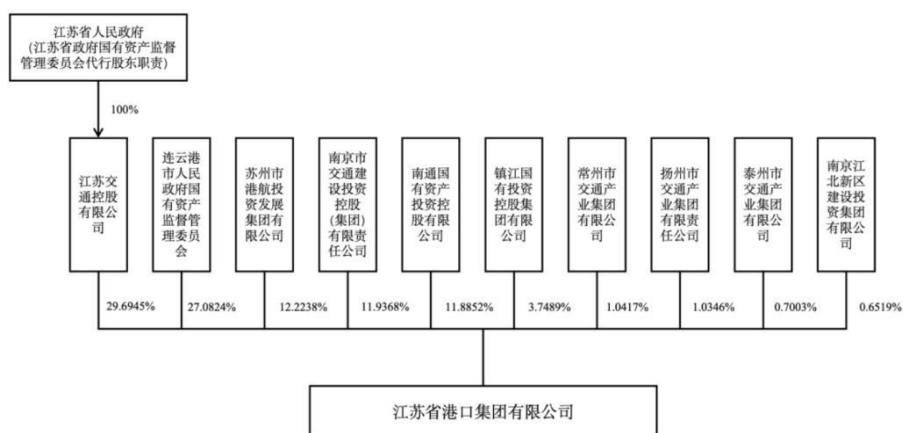 江苏省人民政府
（江苏省政府国有资产监督
管理委员会代行股东职责）
100%
江苏交
通控股
有限公
司
连云港
市人民
政府国
有资产
监督管
理委员
会
苏州市
港航投
资发展
集团有
限公司
南京市
交通建
设投资
控股
(集团)
有限责
任公司
南通国
有资产
投资控
股有限
公司
镇江国
有投资
控股集
团有限
公司
常州市
交通产
业集团
有限公
司
扬州市
交通产
业集团
有限责
任公司
泰州市
交通产
业集团
有限公
司
南京江
北新区
建设投
资集团
有限公
司
29.6945%
27.0824%
12.2238%
11.9368%
11.8852%
3.7489%
1.0417%
1.0346%
0.7003%
0.6519%
江苏省港口集团有限公司